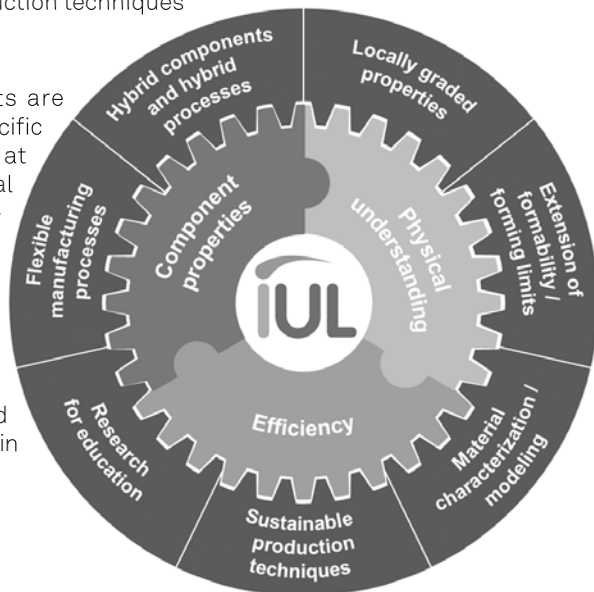 uction techniques
ts are
cific
at
al
d
in
Hybrid components
and hybrid
processes
Locally graded
properties
Extension of
formability /
forming limits
Material
characterization /
modeling
Sustainable
production
techniques
Research
for education
Flexible
manufacturing
processes
Component
properties
Physical
understanding
Efficiency
IUL